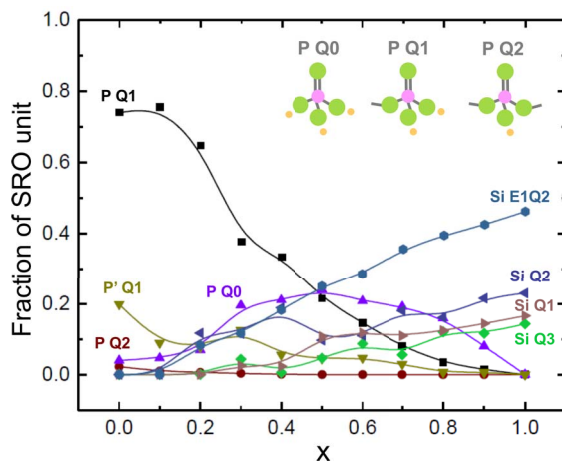 P Q0 P Q1 P Q2
1.0
0.8
0.6
0.4
0.2
0.0
Fraction of SRO unit
P Q1
Si E1Q2
P' Q1
P Q0
Si Q2
Si Q1
P Q2
Si Q3
0.0 0.2 0.4 0.6 0.8 1.0
X